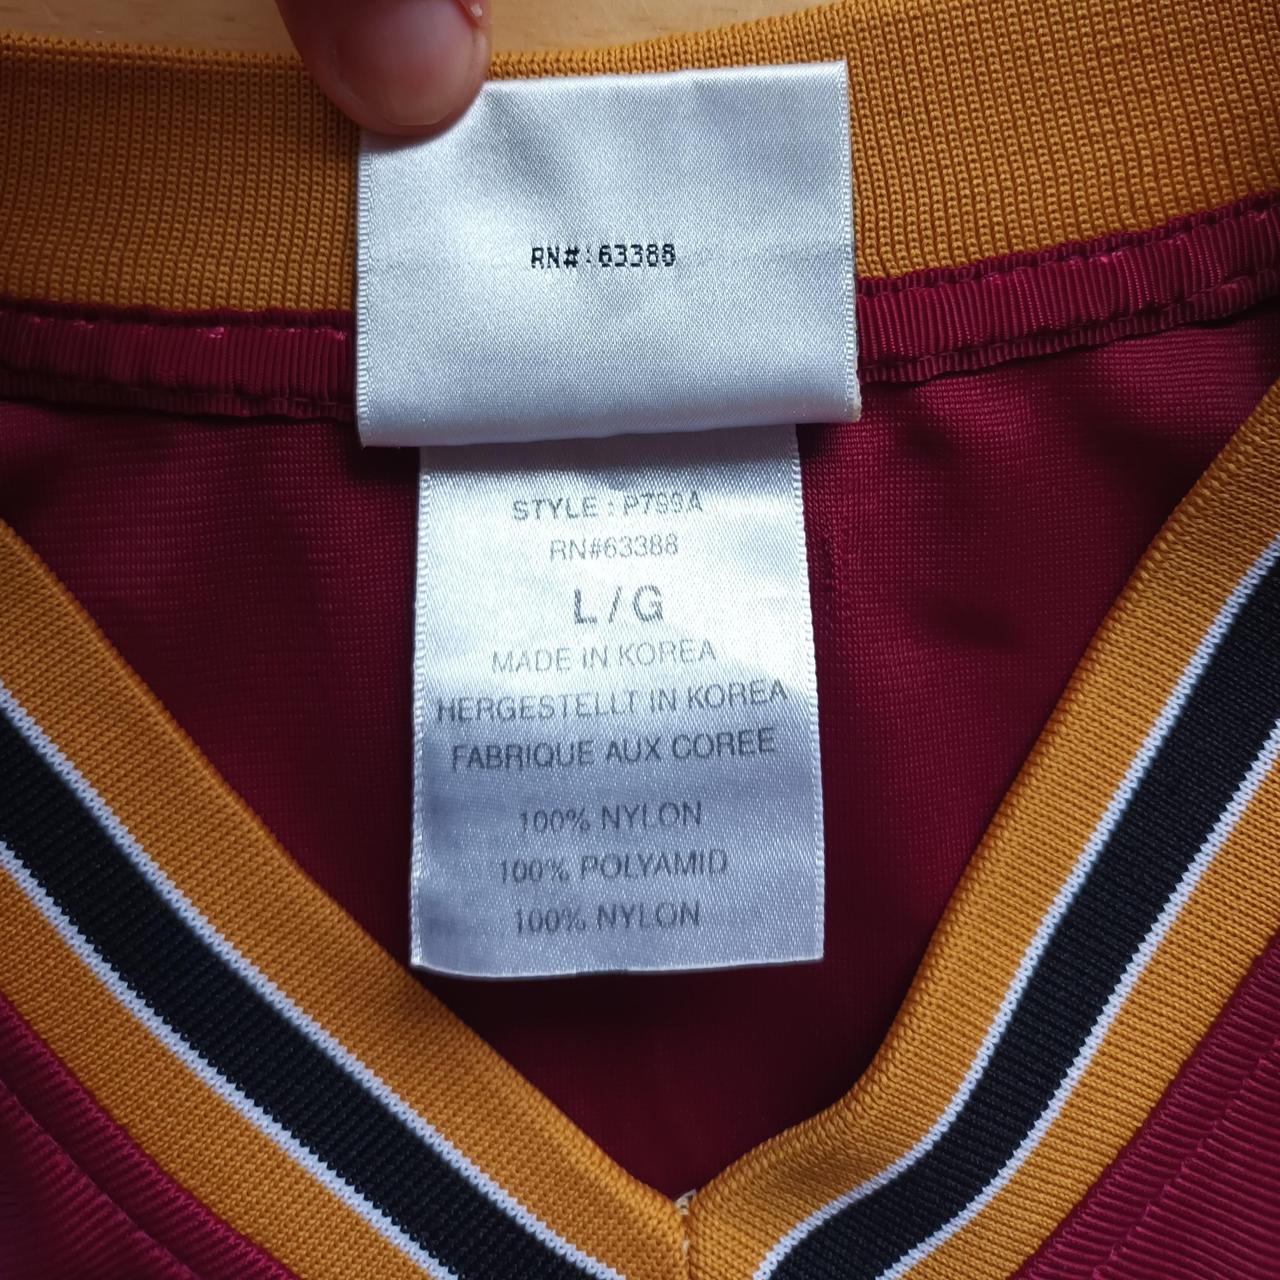 RN#:63388
STYLE : P799A
RN#63388
L / G
MADE IN KOREA
HERGESTELLT IN KOREA
FABRIQUE AUX COREE
100% NYLON
100% POLYAMID
100% NYLON